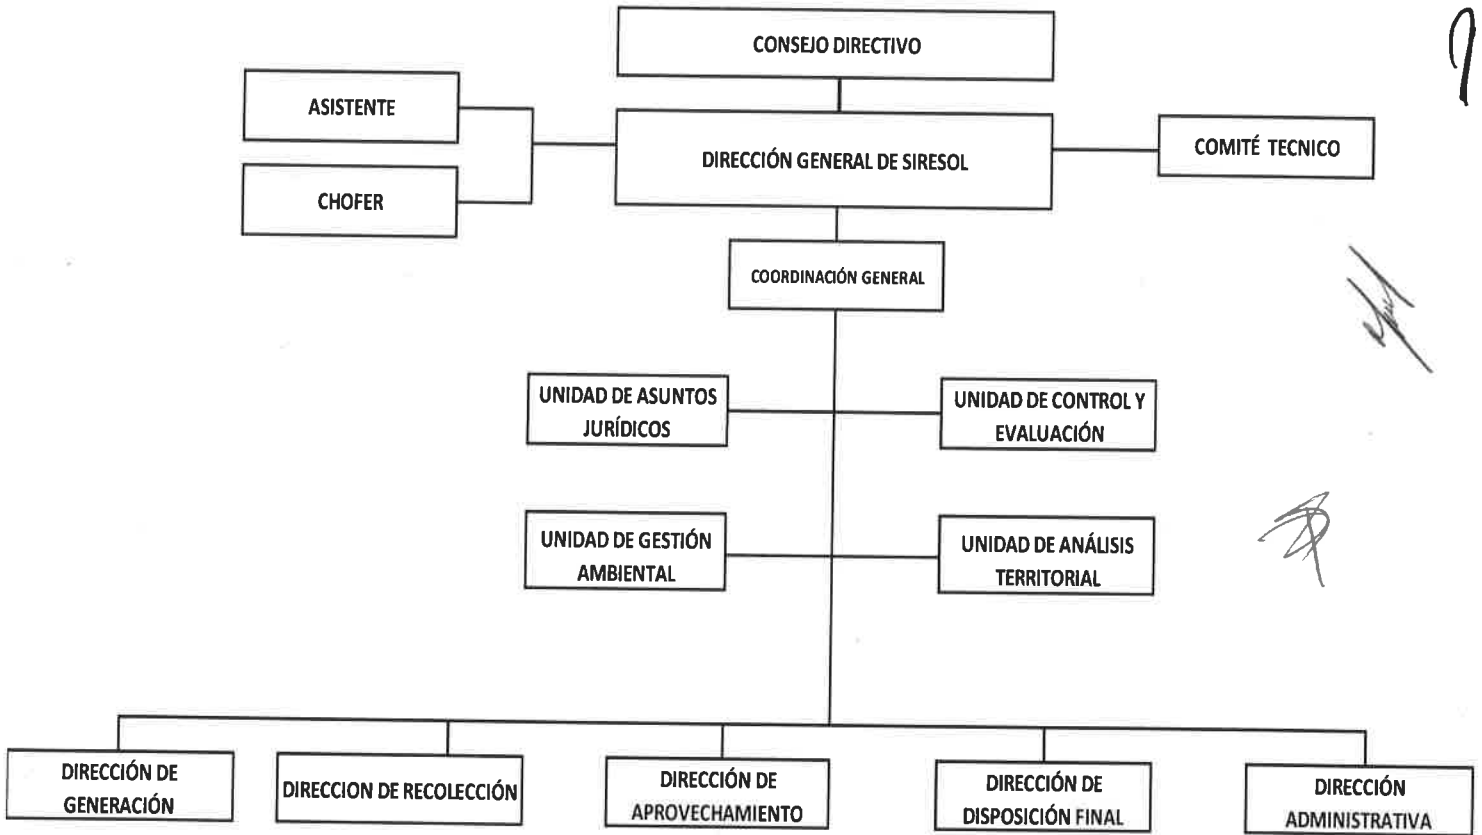 CONSEJO DIRECTIVO
ASISTENTE
DIRECCIÓN GENERAL DE SIRESOL
COMITÉ TECNICO
CHOFER
COORDINACIÓN GENERAL
UNIDAD DE ASUNTOS
JURÍDICOS
UNIDAD DE CONTROL Y
EVALUACIÓN
UNIDAD DE GESTIÓN
AMBIENTAL
UNIDAD DE ANÁLISIS
TERRITORIAL
DIRECCIÓN DE
GENERACIÓN
DIRECCION DE RECOLECCIÓN
DIRECCIÓN DE
APROVECHAMIENTO
DIRECCIÓN DE
DISPOSICIÓN FINAL
DIRECCIÓN
ADMINISTRATIVA